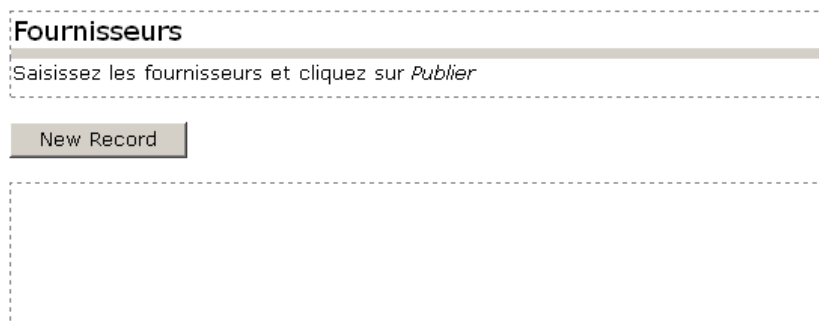 Fournisseurs
Saisissez les fournisseurs et cliquez sur Publier
New Record